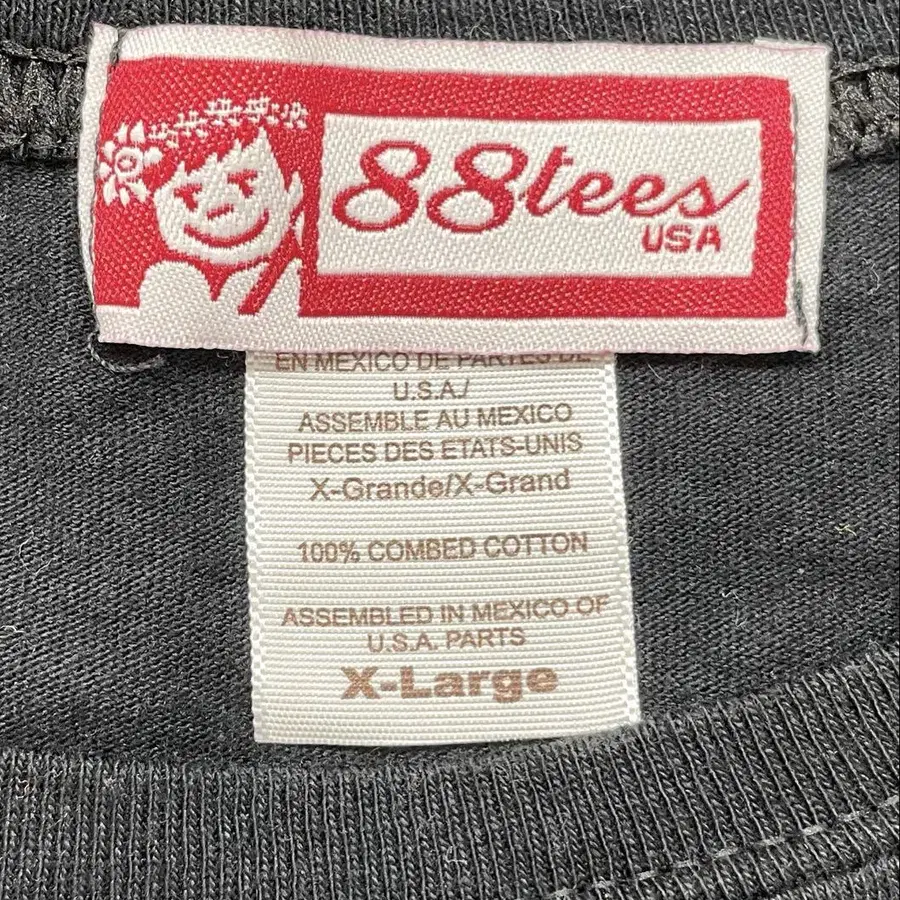 88tees
USA
EN MEXICO DE PARTES DE
U.S.A./
ASSEMBLE AU MEXICO
PIECES DES ETATS-UNIS
X-Grande/X-Grand
100% COMBED COTTON
ASSEMBLED IN MEXICO OF
U.S.A. PARTS
X-Large